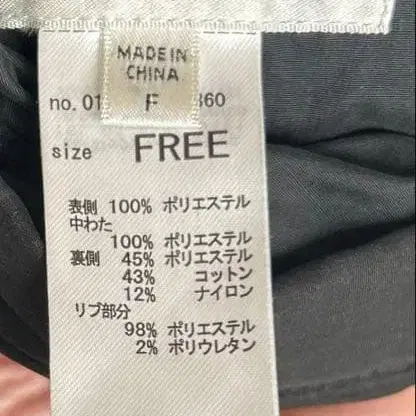 MADE IN
CHINA
F
no. 01 860
size FREE
表側 100% ポリエステル
中わた
100% ポリエステル
裏側 45% ポリエステル
43% コットン
12% ナイロン
リブ部分
98% ポリエステル
2% ポリウレタン